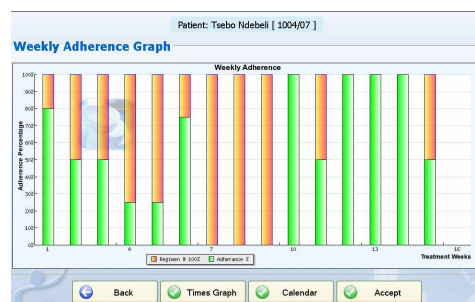 Patient: Tsebo Ndebeli [ 1004/07 ]
Weekly Adherence Graph
Weekly Adherence
Adherence Percentage
100%
90%
80%
70%
60%
50%
40%
30%
20%
10%
0%
1 4 7 10 13 16
Treatment Weeks
Regimen @ 100% Adherance %
Back Times Graph Calendar Accept